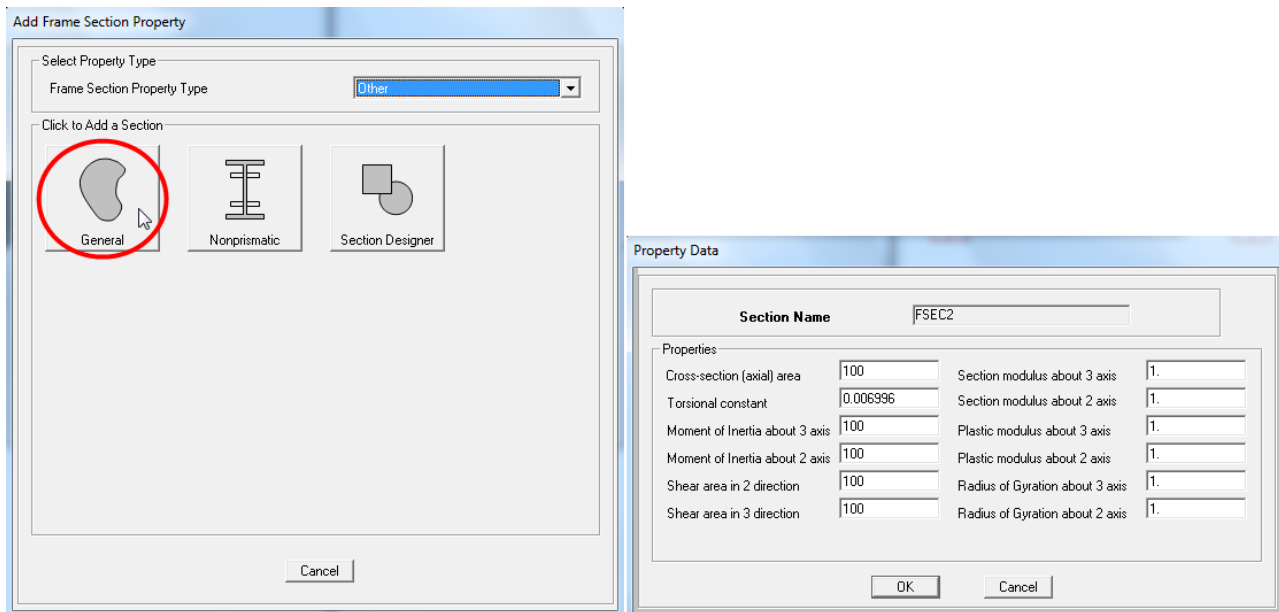 Add Frame Section Property
Select Property Type
Frame Section Property Type Other
Click to Add a Section
General Nonprismatic Section Designer
Cancel
Property Data
Section Name FSEC2
Properties
Cross-section (axial) area 100 Section modulus about 3 axis 1.
Torsional constant 0.006996 Section modulus about 2 axis 1.
Moment of Inertia about 3 axis 100 Plastic modulus about 3 axis 1.
Moment of Inertia about 2 axis 100 Plastic modulus about 2 axis 1.
Shear area in 2 direction 100 Radius of Gyration about 3 axis 1.
Shear area in 3 direction 100 Radius of Gyration about 2 axis 1.
OK Cancel